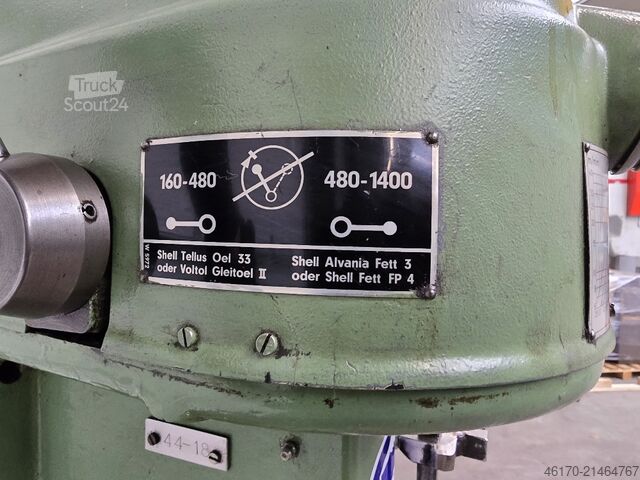 Truck
Scout24
160-480
480-1400
Shell Tellus Oel 33
oder Voltol Gleitoel II
Shell Alvania Fett 3
oder Shell Fett FP 4
W 5972
44-18
46170-21464767